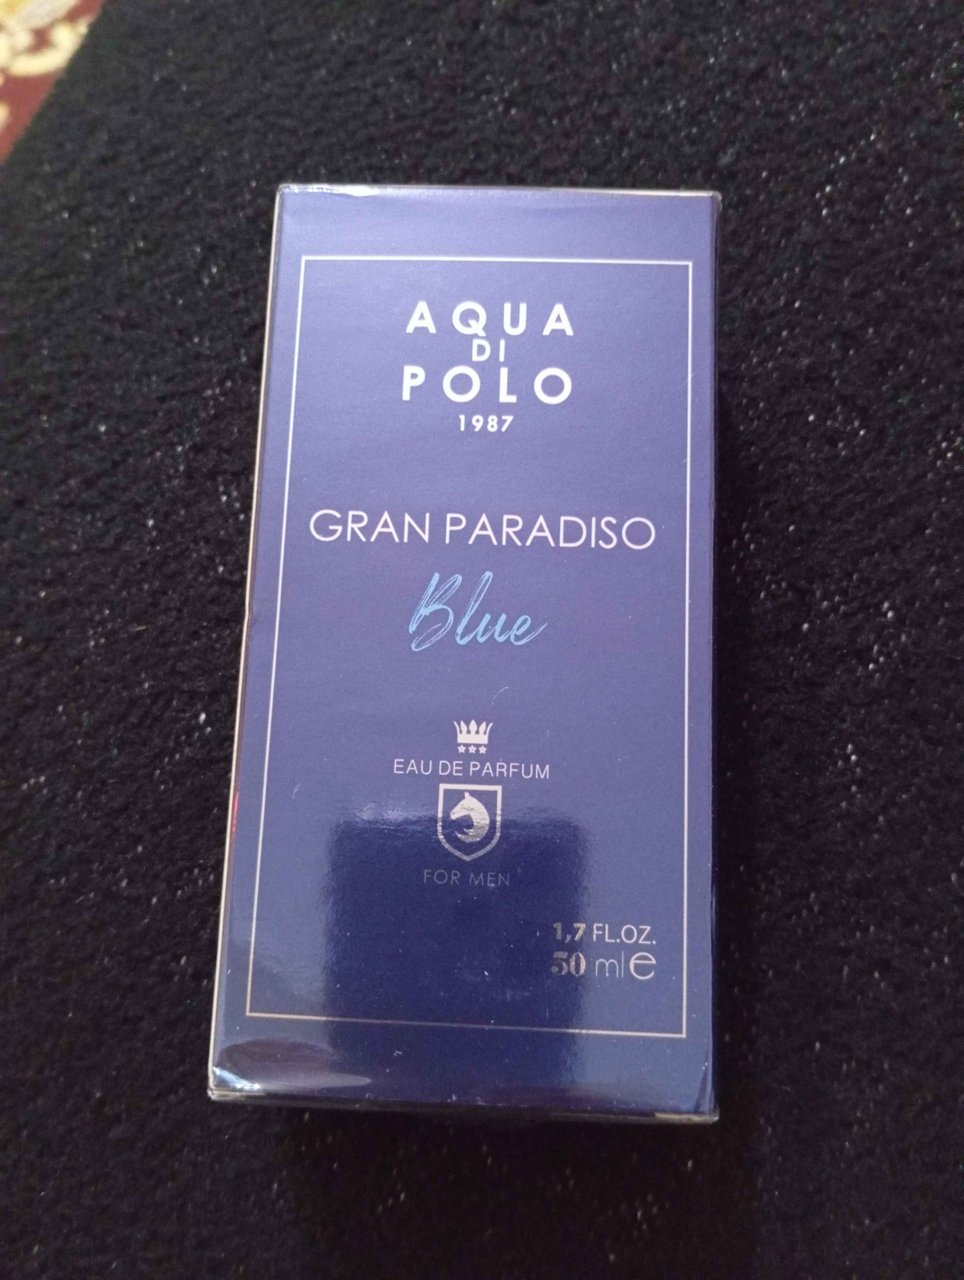 AQUA
DI
POLO
1987
GRAN PARADISO
Blue
EAU DE PARFUM
FOR MEN
1,7 FL.OZ.
50 ml e